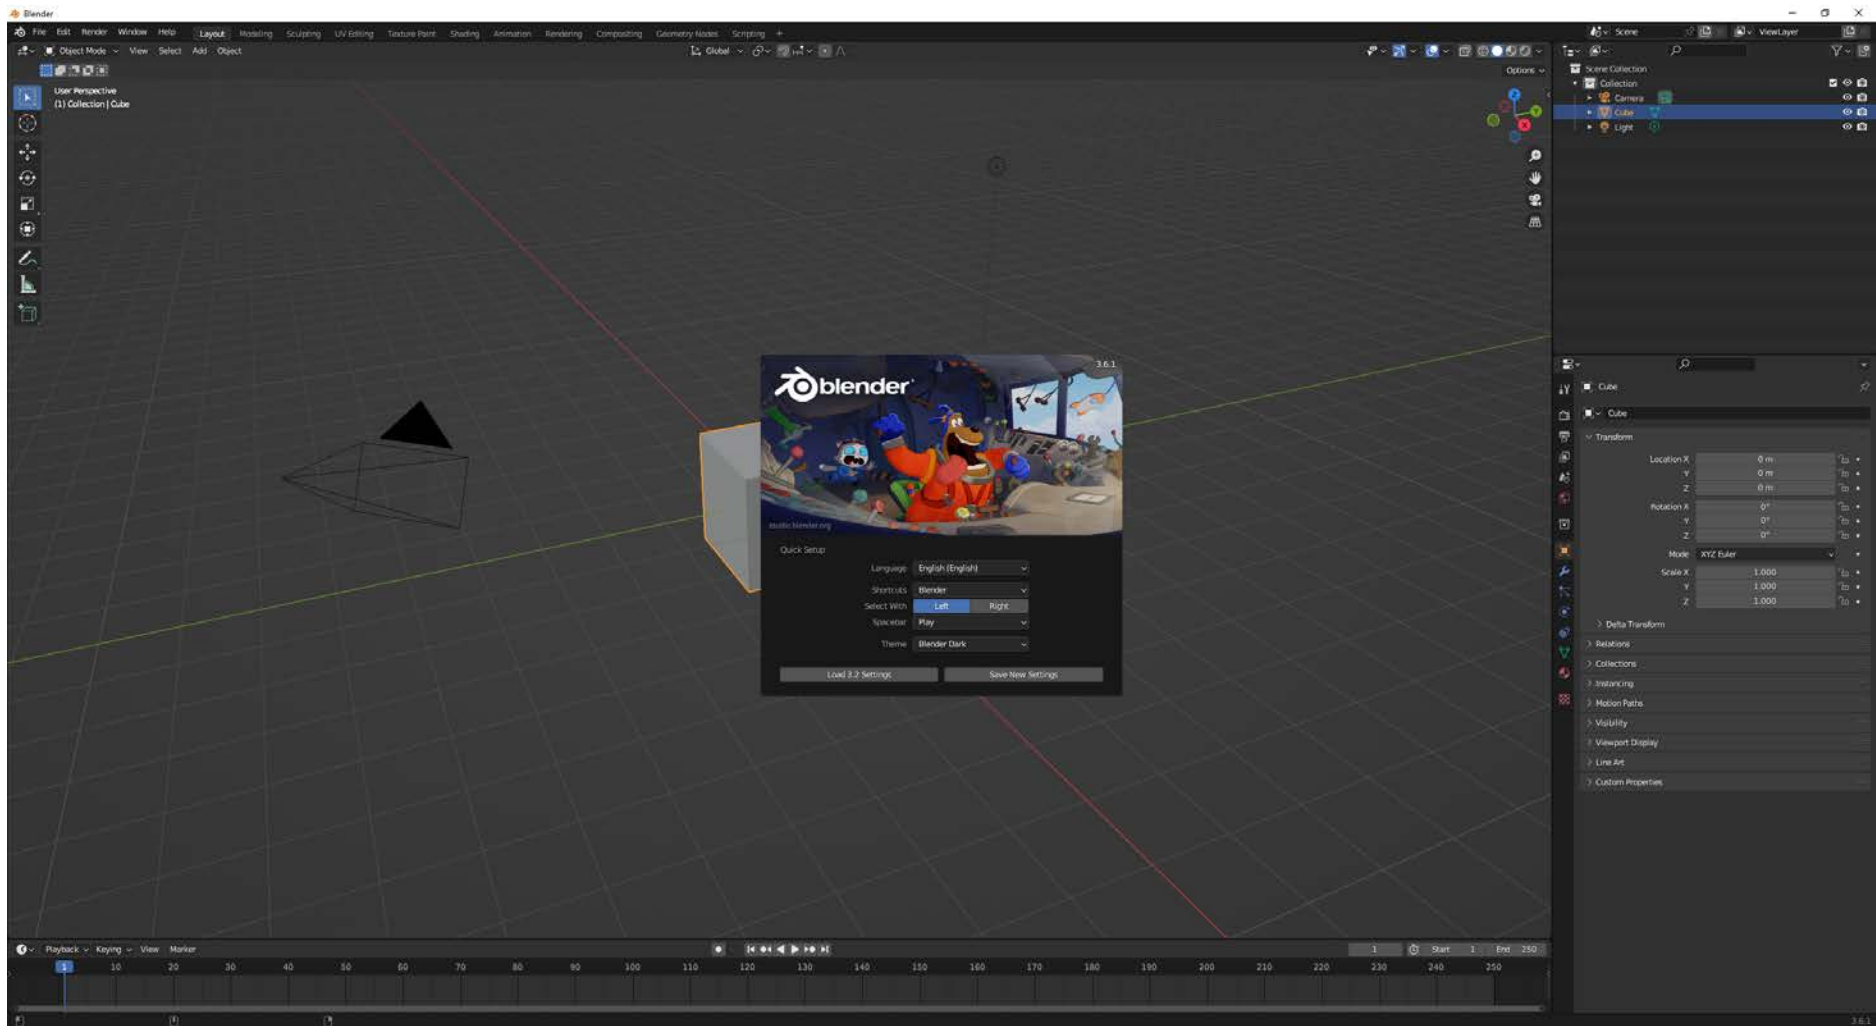 Blender
File Edit Render Window Help Layout Modeling Sculpting UV Editing Texture Paint Shading Animation Rendering Compositing Geometry Nodes Scripting + Scene ViewLayer
Object Mode View Select Add Object Global
Options
User Perspective
(1) Collection | Cube
Z
Y
X
Scene Collection
Collection
Camera
Cube
Light
Cube
Cube
Transform
Location X 0 m
Y 0 m
Z 0 m
Rotation X 0°
Y 0°
Z 0°
Mode XYZ Euler
Scale X 1.000
Y 1.000
Z 1.000
Delta Transform
Relations
Collections
Instancing
Motion Paths
Visibility
Viewport Display
Line Art
Custom Properties
3.6.1
blender
studio.blender.org
Quick Setup
Language English (English)
Shortcuts Blender
Select With Left Right
Spacebar Play
Theme Blender Dark
Load 3.2 Settings Save New Settings
Playback Keying View Marker 1 Start 1 End 250
1 10 20 30 40 50 60 70 80 90 100 110 120 130 140 150 160 170 180 190 200 210 220 230 240 250
3.6.1